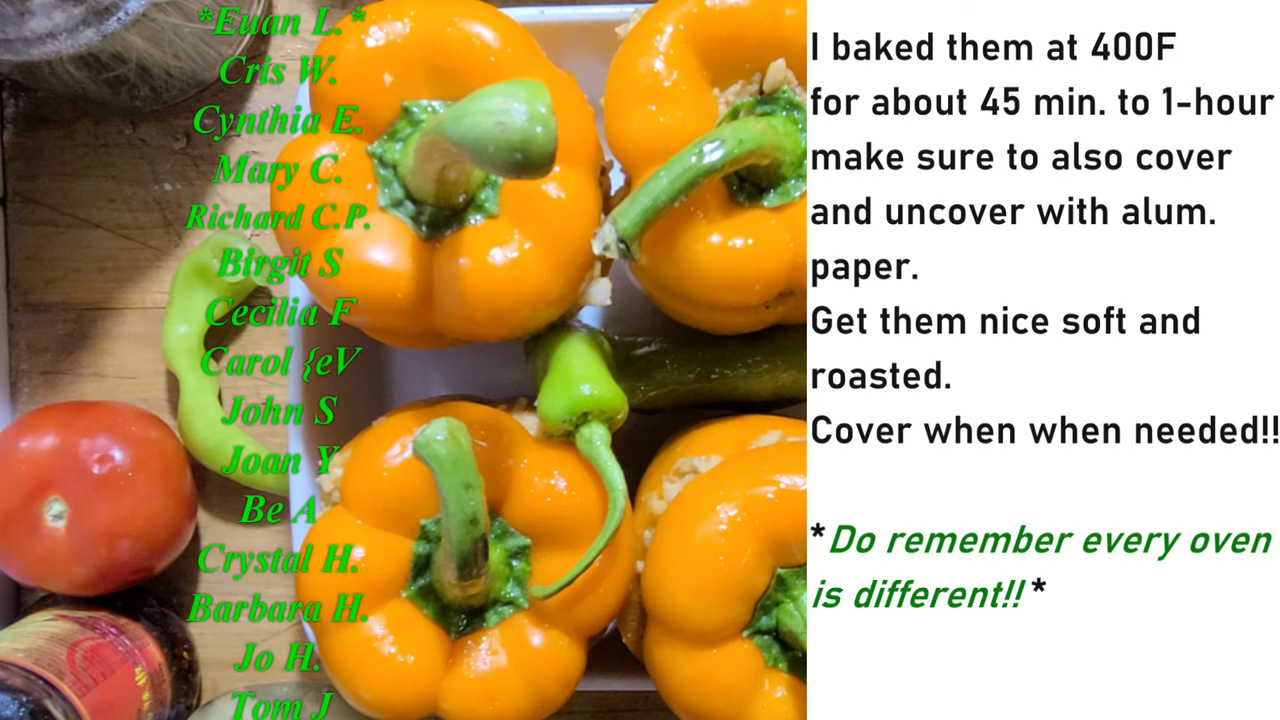 *Euan L.*
Cris W.
Cynthia E.
Mary C.
Richard C.P.
Birgit S
Cecilia F
Carol {eV
John S
Joan Y
Be A
Crystal H.
Barbara H.
Jo H.
Tom J
I baked them at 400F
for about 45 min. to 1-hour
make sure to also cover
and uncover with alum.
paper.
Get them nice soft and
roasted.
Cover when when needed!!
*Do remember every oven
is different!! *